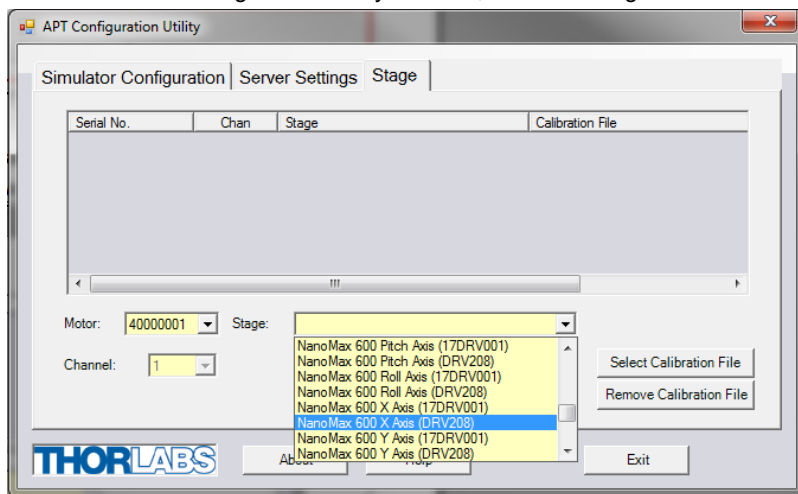 APT Configuration Utility
Simulator Configuration Server Settings Stage
Serial No. Chan Stage Calibration File
Motor: 40000001 Stage:
NanoMax 600 Pitch Axis (17DRV001)
Channel: 1
NanoMax 600 Pitch Axis (DRV208)
NanoMax 600 Roll Axis (17DRV001)
NanoMax 600 Roll Axis (DRV208)
NanoMax 600 X Axis (17DRV001)
NanoMax 600 X Axis (DRV208)
NanoMax 600 Y Axis (17DRV001)
NanoMax 600 Y Axis (DRV208)
Select Calibration File
Remove Calibration File
THORLABS
Exit